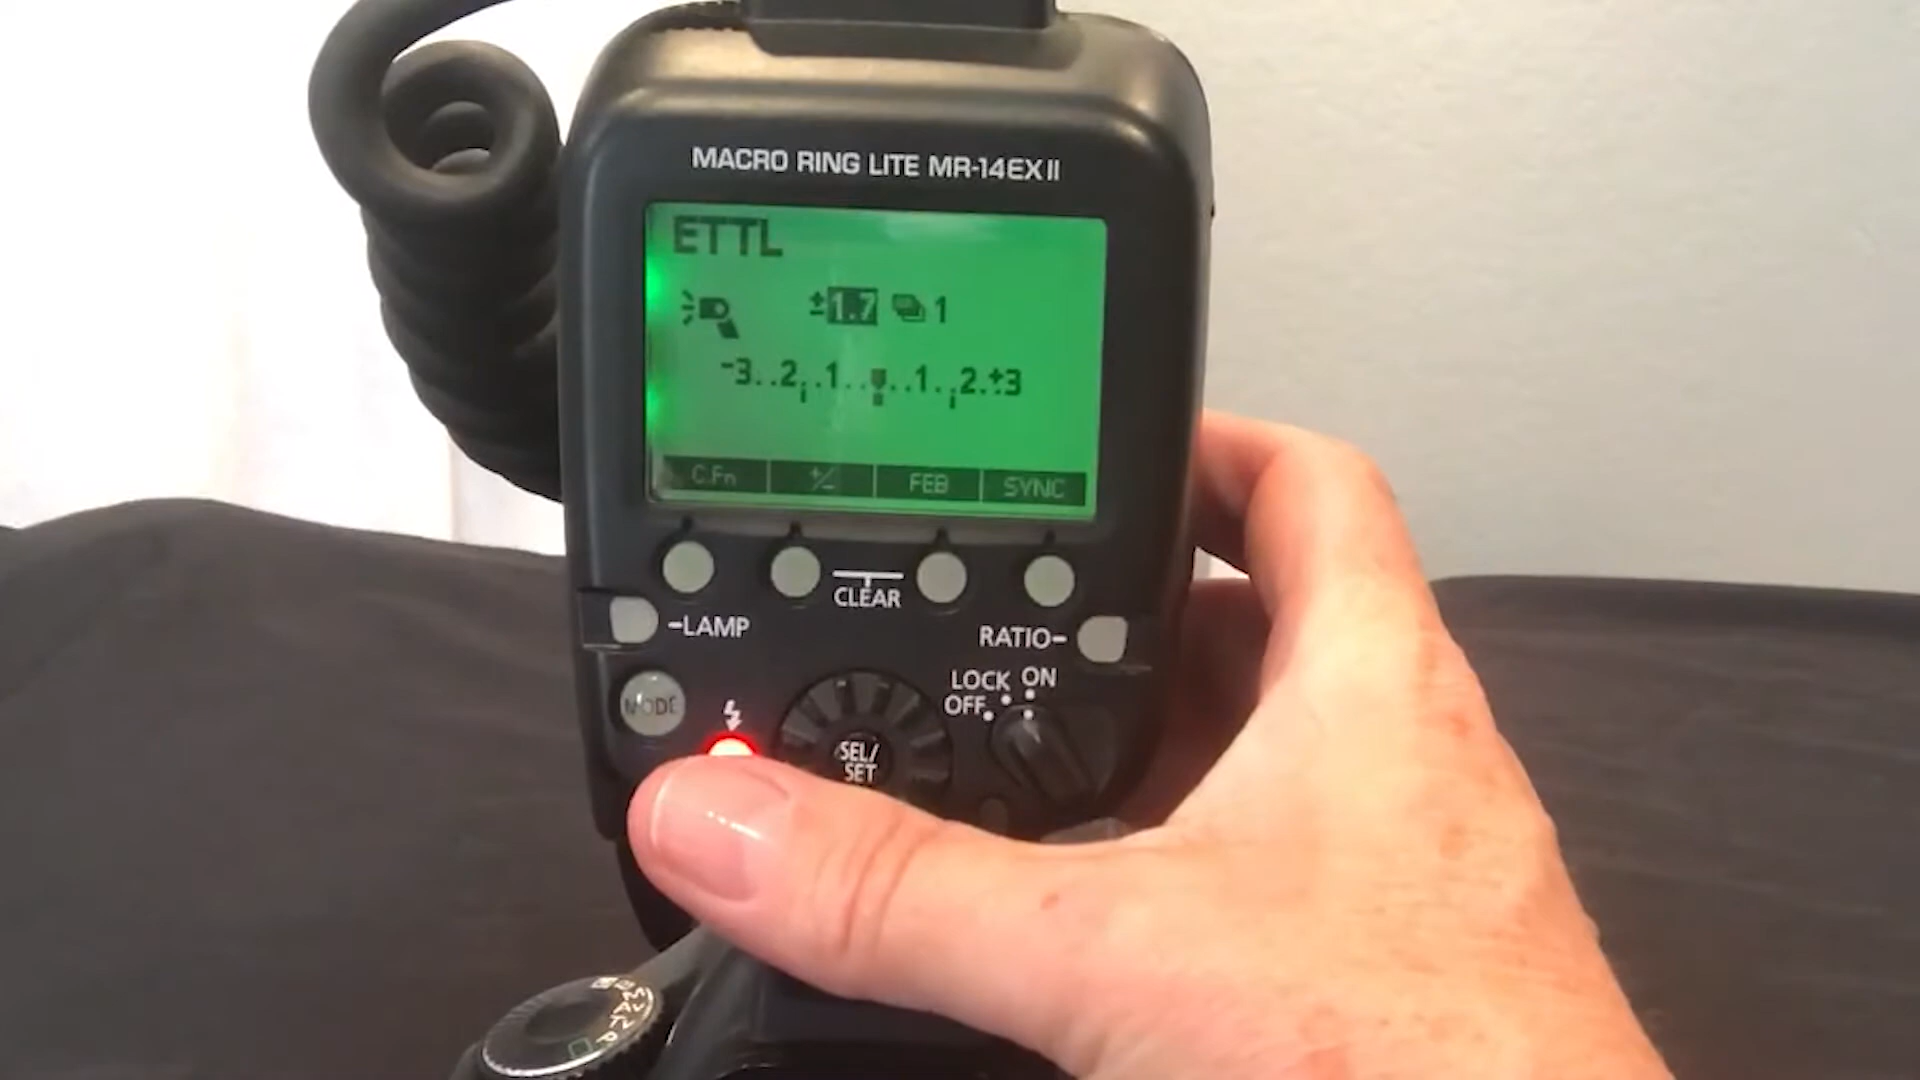 MACRO RING LITE MR-14EX II
ETTL
±1.7 1
-3..2..1.. ..1..2..+3
C.Fn +/- FEB SYNC
CLEAR
-LAMP
RATIO-
LOCK ON
OFF
MODE
SEL/
SET